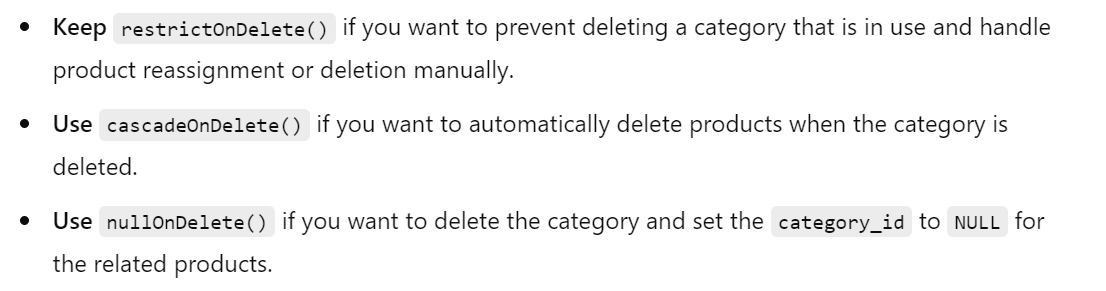 • Keep restrictOnDelete() if you want to prevent deleting a category that is in use and handle
product reassignment or deletion manually.
• Use cascadeOnDelete() if you want to automatically delete products when the category is
deleted.
• Use nullOnDelete() if you want to delete the category and set the category_id to NULL for
the related products.